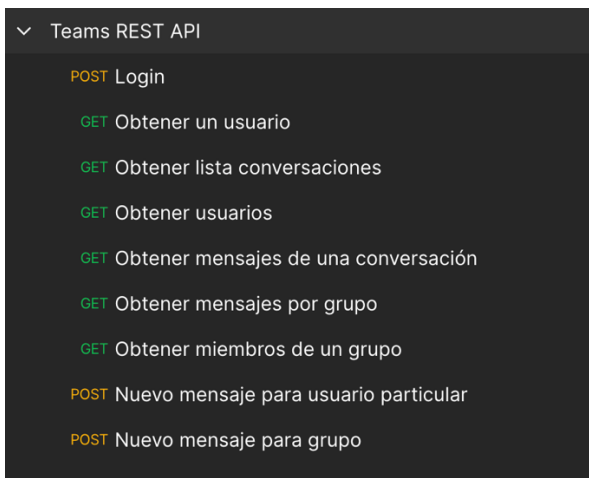 Teams REST API
POST Login
GET Obtener un usuario
GET Obtener lista conversaciones
GET Obtener usuarios
GET Obtener mensajes de una conversación
GET Obtener mensajes por grupo
GET Obtener miembros de un grupo
POST Nuevo mensaje para usuario particular
POST Nuevo mensaje para grupo